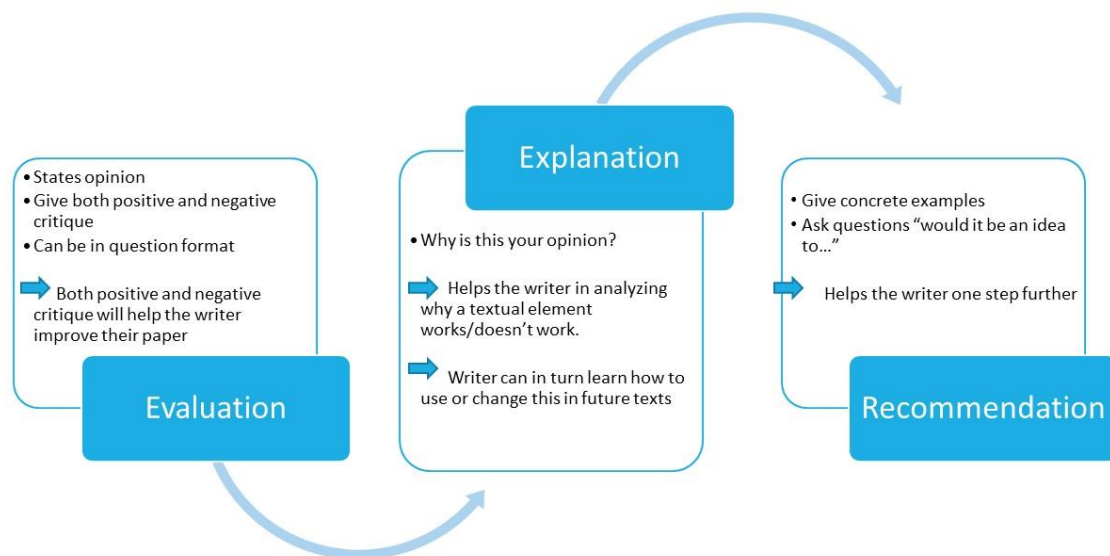 • States opinion
• Give both positive and negative
critique
• Can be in question format
Both positive and negative
critique will help the writer
improve their paper
Evaluation
Explanation
• Why is this your opinion?
Helps the writer in analyzing
why a textual element
works/doesn’t work.
Writer can in turn learn how to
use or change this in future texts
• Give concrete examples
• Ask questions “would it be an idea
to...”
Helps the writer one step further
Recommendation